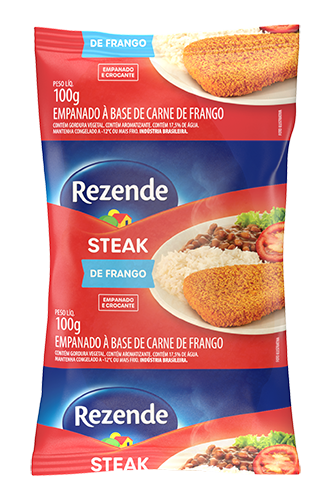 DE FRANGO
EMPANADO
E CROCANTE
PESO LÍQ.
100g
EMPANADO À BASE DE CARNE DE FRANGO
CONTÉM GORDURA VEGETAL. CONTÉM AROMATIZANTE. CONTÉM 17,5% DE ÁGUA.
MANTENHA CONGELADO A -12°C OU MAIS FRIO. INDÚSTRIA BRASILEIRA.
Rezende
STEAK
DE FRANGO
EMPANADO
E CROCANTE
PESO LÍQ.
100g
EMPANADO À BASE DE CARNE DE FRANGO
CONTÉM GORDURA VEGETAL. CONTÉM AROMATIZANTE. CONTÉM 17,5% DE ÁGUA.
MANTENHA CONGELADO A -12°C OU MAIS FRIO. INDÚSTRIA BRASILEIRA.
Rezende
STEAK